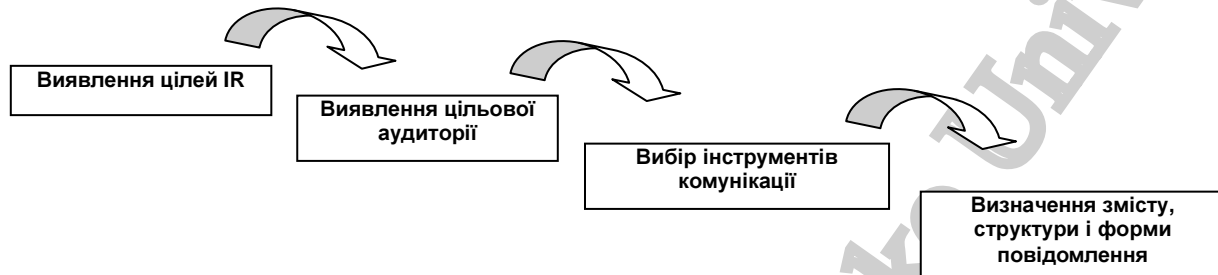 Виявлення цілей IR
Виявлення цільової
аудиторії
Вибір інструментів
комунікації
Визначення змісту,
структури і форми
повідомлення